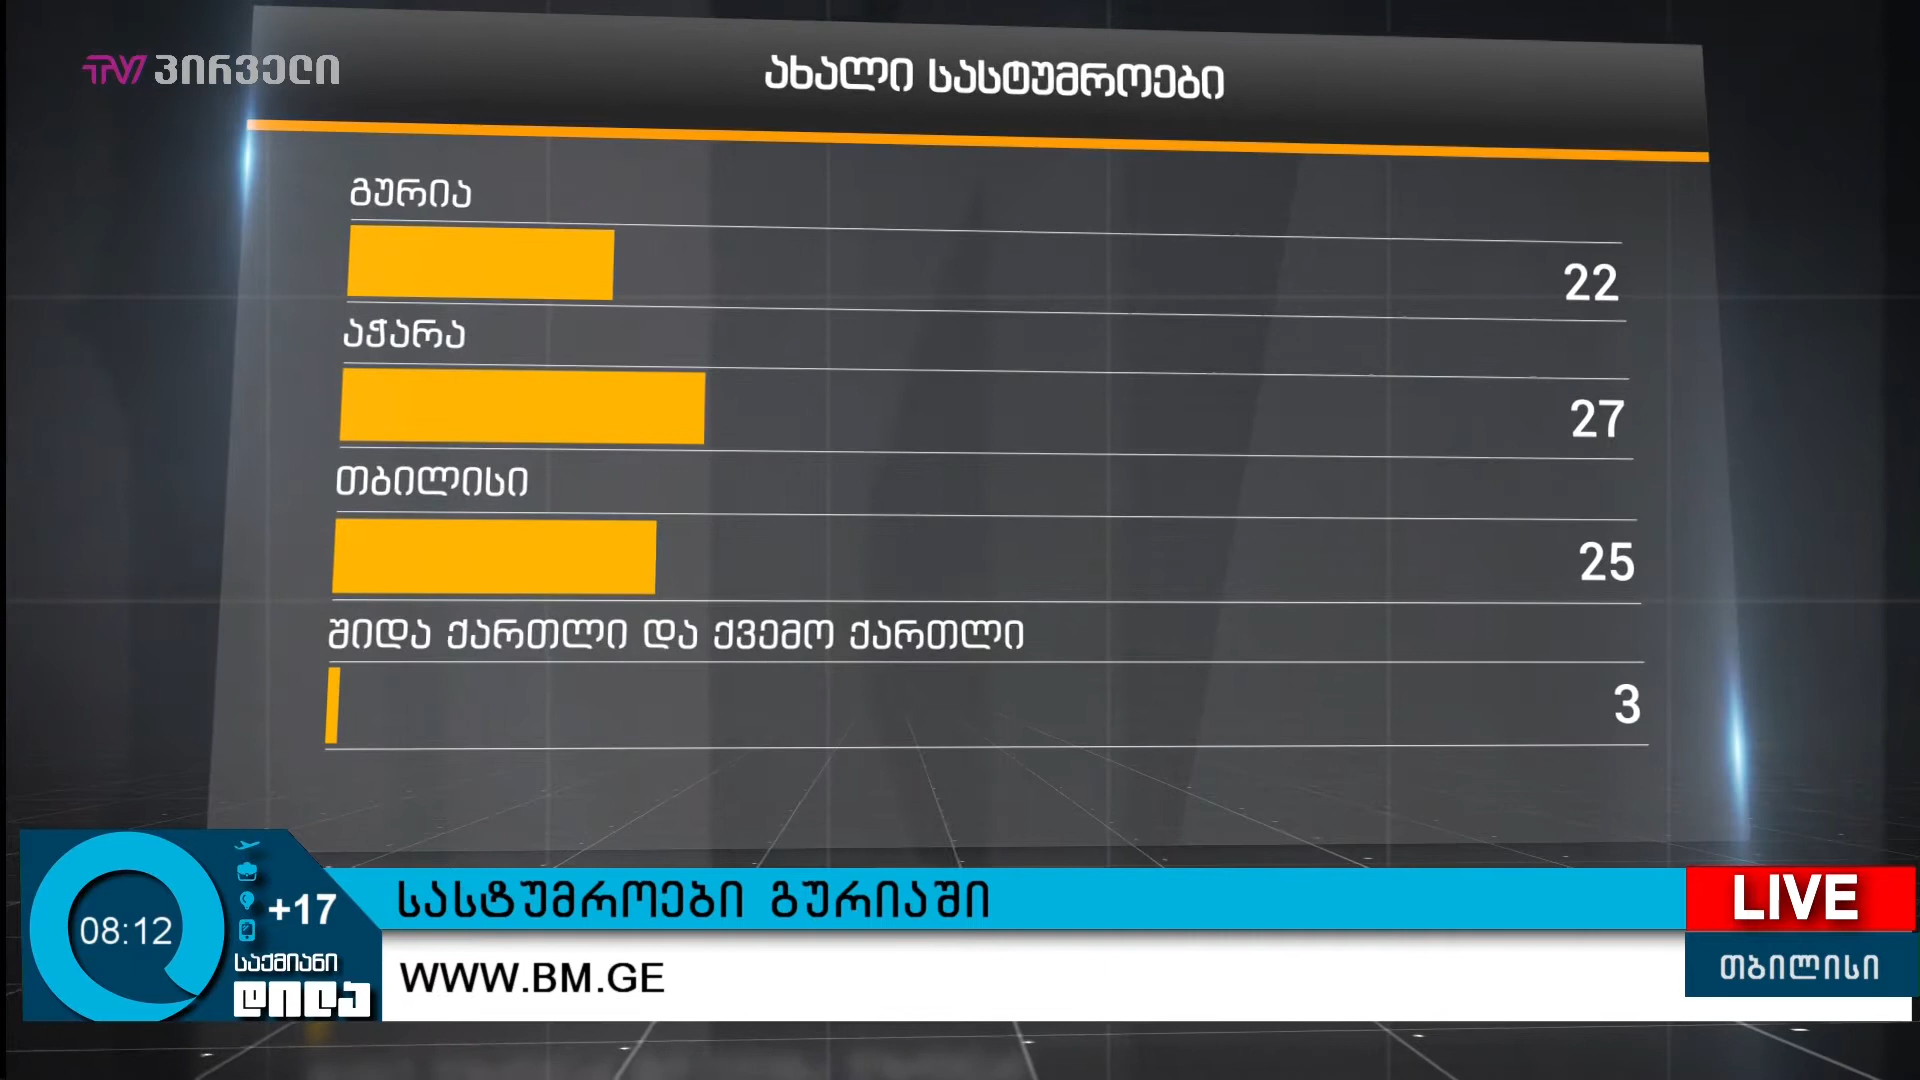 TV პირველი
ახალი სასტუმროები
გურია
22
აჭარა
27
თბილისი
25
შიდა ქართლი და ქვემო ქართლი
3
08:12
+17
საქმიანი
დილა
სასტუმროები გურიაში
WWW.BM.GE
LIVE
თბილისი